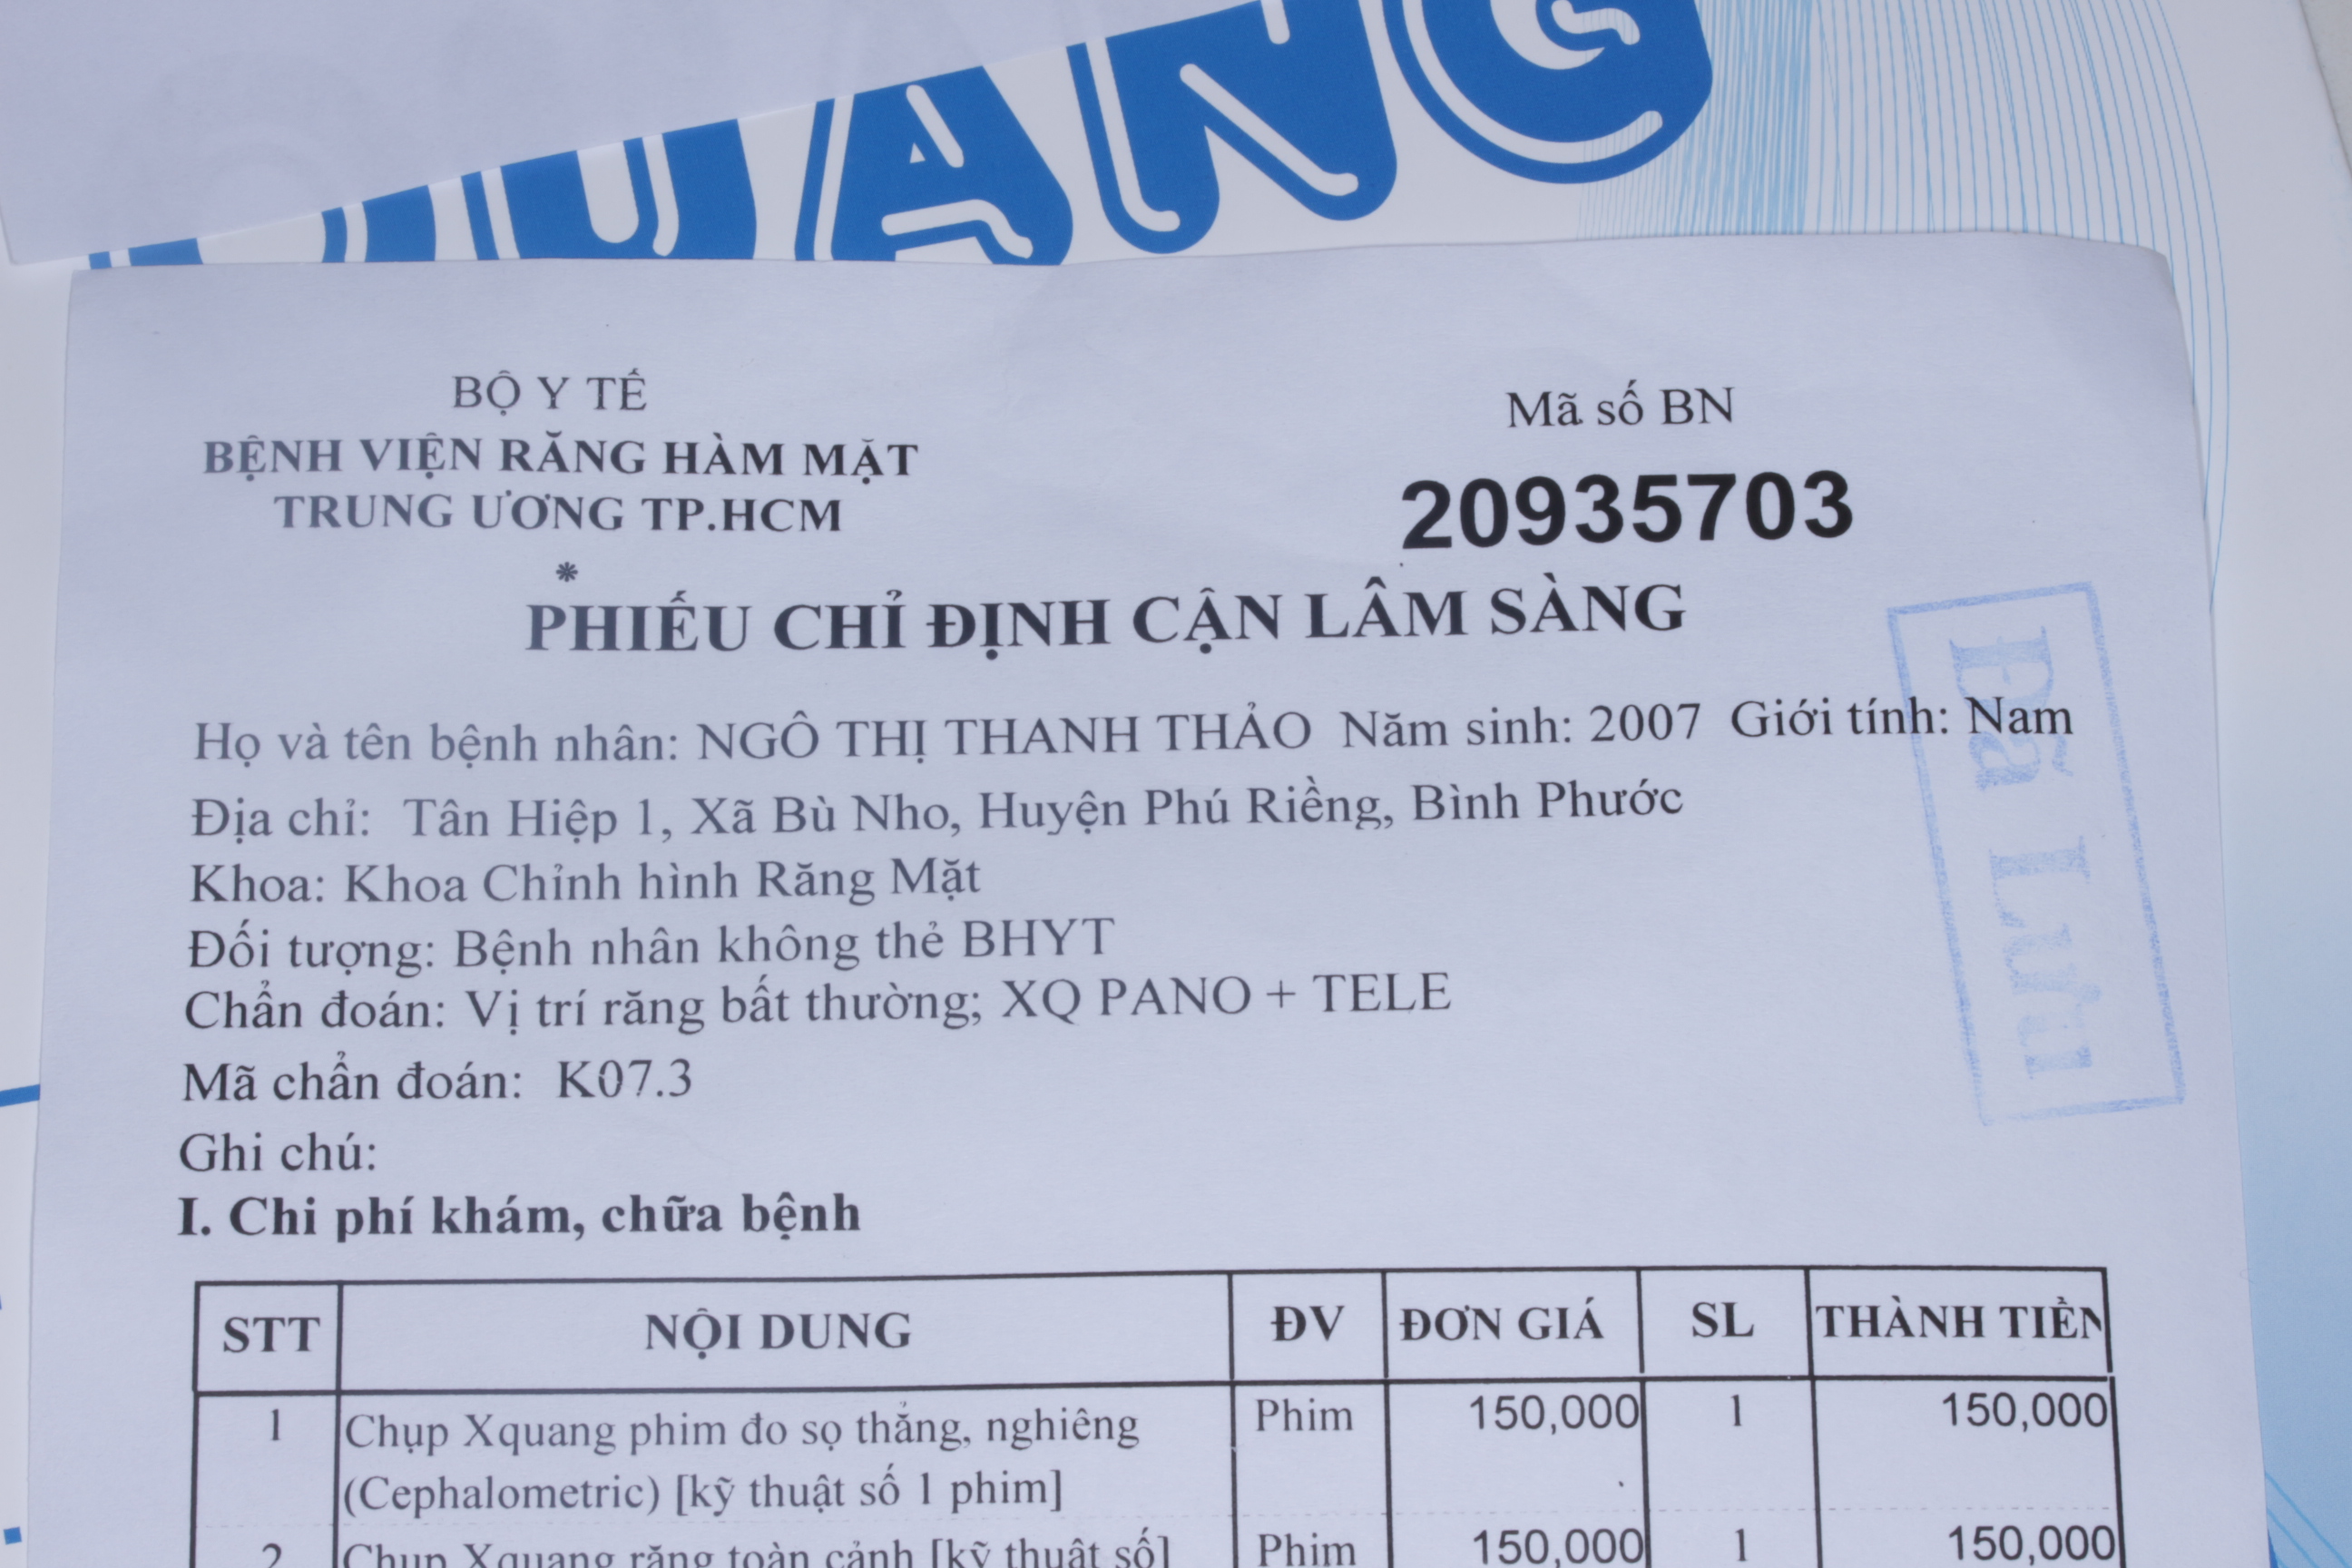 UANG
BỘ Y TẾ
BỆNH VIỆN RĂNG HÀM MẶT
TRUNG ƯƠNG TP.HCM
Mã số BN
20935703
PHIẾU CHỈ ĐỊNH CẬN LÂM SÀNG
Họ và tên bệnh nhân: NGÔ THỊ THANH THẢO Năm sinh: 2007 Giới tính: Nam
Địa chỉ: Tân Hiệp 1, Xã Bù Nho, Huyện Phú Riềng, Bình Phước
Khoa: Khoa Chỉnh hình Răng Mặt
Đối tượng: Bệnh nhân không thẻ BHYT
Chẩn đoán: Vị trí răng bất thường; XQ PANO + TELE
Mã chẩn đoán: K07.3
Ghi chú:
Đã Lưu
I. Chi phí khám, chữa bệnh
STT NỘI DUNG ĐV ĐƠN GIÁ SL THÀNH TIỀN
1 Chụp Xquang phim đo sọ thẳng, nghiêng Phim 150,000 1 150,000
(Cephalometric) [kỹ thuật số 1 phim]
2 Chụp Xquang răng toàn cảnh [kỹ thuật số] Phim 150,000 1 150,000